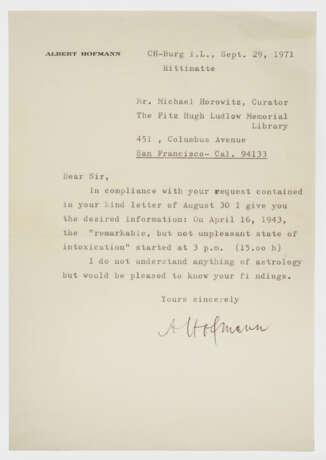 ALBERT HOFMANN
CH-Burg i.L., Sept. 29, 1971
Rittimatte
Mr. Michael Horowitz, Curator
The Fitz Hugh Ludlow Memorial
Library
451 , Columbus Avenue
San Francisco- Cal. 94133
Dear Sir,
In compliance with your request contained
in your kind letter of August 30 I give you
the desired information: On April 16, 1943,
the "remarkable, but not unpleasant state of
intoxication" started at 3 p.m. (15.oo h)
I do not understand anything of astrology
but would be pleased to know your fi ndings.
Yours sincerely
A Hofmann